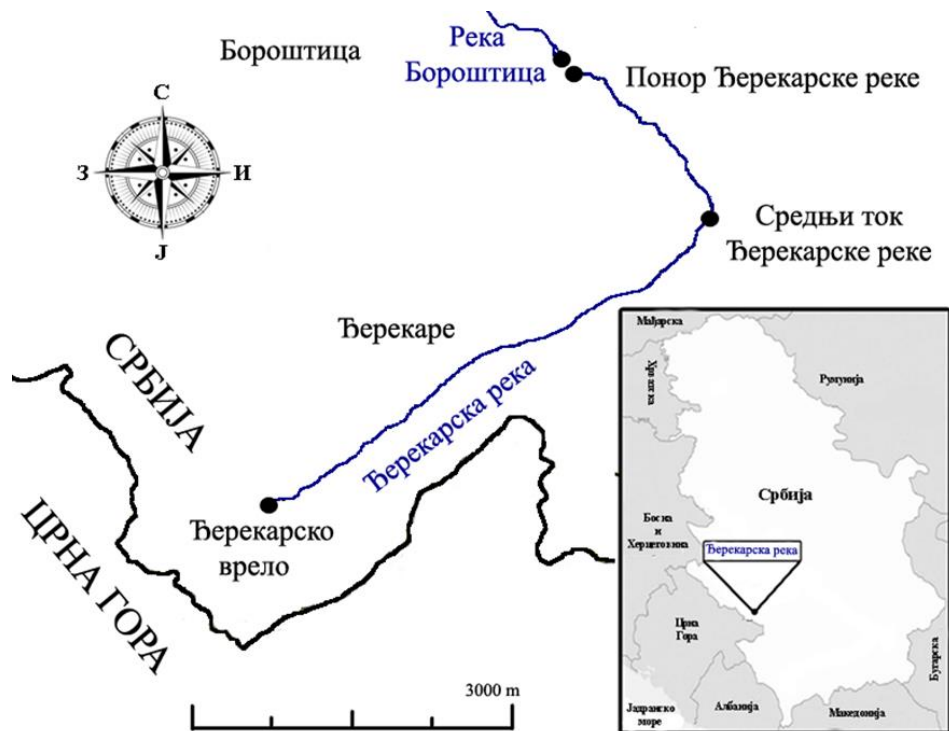 Бороштица
Река
Бороштица
Понор Ђерекарске реке
С
З
И
Ј
Средњи ток
Ђерекарске реке
Ђерекаре
СРБИЈА
ЦРНА ГОРА
Ђерекарска река
Ђерекарско
врело
3000 m
Мађарска
Хрватска
Румунија
Србија
Босна
и
Херцеговина
Ђерекарска река
Црна
Гора
Бугарска
Албанија
Македонија
Јадранско
море